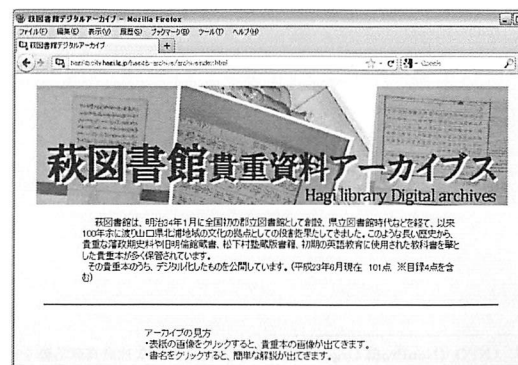 萩図書館デジタルアーカイブ - Mozilla Firefox
ファイル(F) 編集(E) 表示(V) 履歴(S) ブックマーク(B) ツール(T) ヘルプ(H)
萩図書館デジタルアーカイブ
萩図書館貴重資料アーカイブス
Hagi library Digital archives
萩図書館は、明治34年1月に全国初の郡立図書館として創設、県立図書館時代などを経て、以来
100年余に渡り山口県北浦地域の文化の拠点としての役割を果たしてきました。このような長い歴史から、
貴重な藩政期史料や旧明倫館蔵書、松下村塾蔵版書籍、初期の英語教育に使用された教科書を筆と
した貴重本が多く保管されています。
その貴重本のうち、デジタル化したものを公開しています。(平成23年6月現在 101点 ※目録4点を含
む)
アーカイブの見方
・表紙の画像をクリックすると、貴重本の画像が出てきます。
・書名をクリックすると、簡単な解説が出てきます。